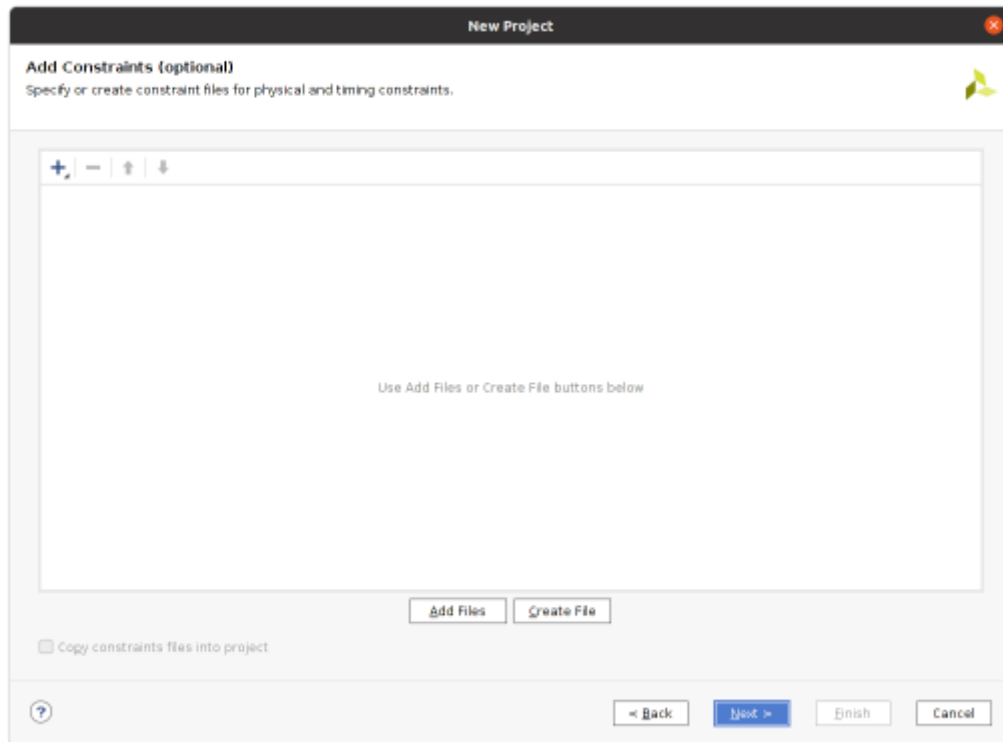 New Project
Add Constraints (optional)
Specify or create constraint files for physical and timing constraints.
Use Add Files or Create File buttons below
Add Files Create File
Copy constraints files into project
? < Back Next > Finish Cancel